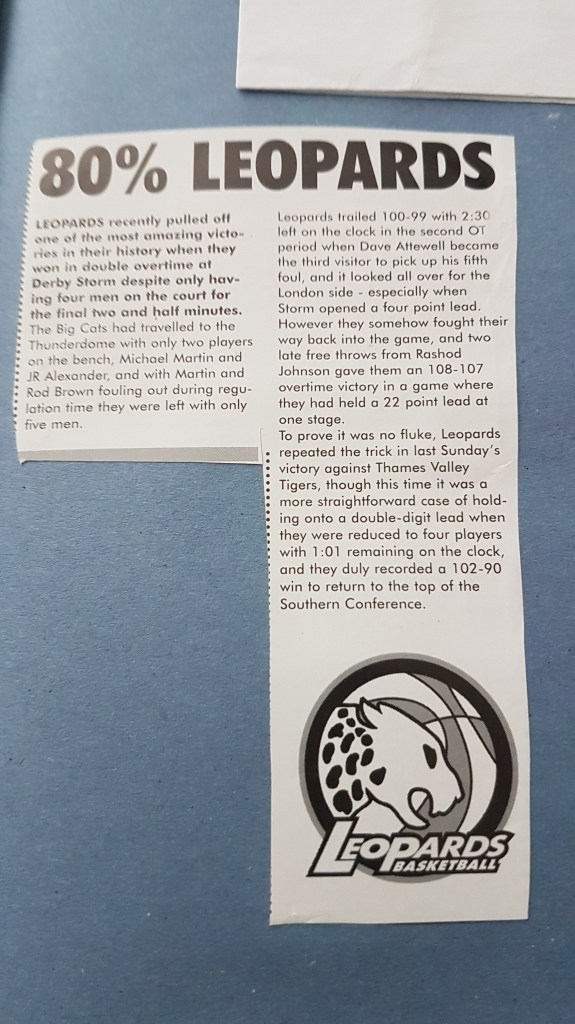 80% LEOPARDS
LEOPARDS recently pulled off
one of the most amazing victo-
ries in their history when they
won in double overtime at
Derby Storm despite only hav-
ing four men on the court for
the final two and half minutes.
The Big Cats had travelled to the
Thunderdome with only two players
on the bench, Michael Martin and
JR Alexander, and with Martin and
Rod Brown fouling out during regu-
lation time they were left with only
five men.
Leopards trailed 100-99 with 2:30
left on the clock in the second OT
period when Dave Attewell became
the third visitor to pick up his fifth
foul, and it looked all over for the
London side - especially when
Storm opened a four point lead.
However they somehow fought their
way back into the game, and two
late free throws from Rashod
Johnson gave them an 108-107
overtime victory in a game where
they had held a 22 point lead at
one stage.
To prove it was no fluke, Leopards
repeated the trick in last Sunday's
victory against Thames Valley
Tigers, though this time it was a
more straightforward case of hold-
ing onto a double-digit lead when
they were reduced to four players
with 1:01 remaining on the clock,
and they duly recorded a 102-90
win to return to the top of the
Southern Conference.
LEOPARDS
BASKETBALL